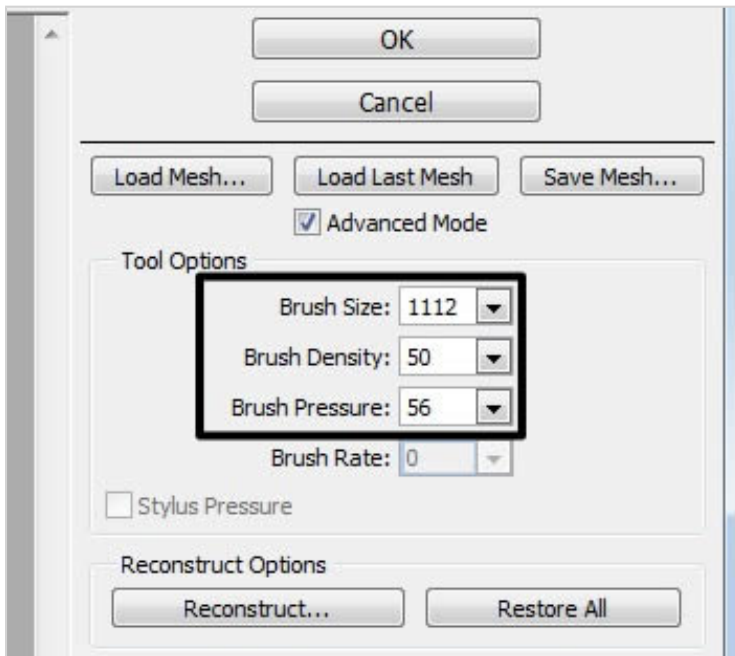 OK
Cancel
Load Mesh... Load Last Mesh Save Mesh...
Advanced Mode
Tool Options
Brush Size: 1112
Brush Density: 50
Brush Pressure: 56
Brush Rate: 0
Stylus Pressure
Reconstruct Options
Reconstruct... Restore All